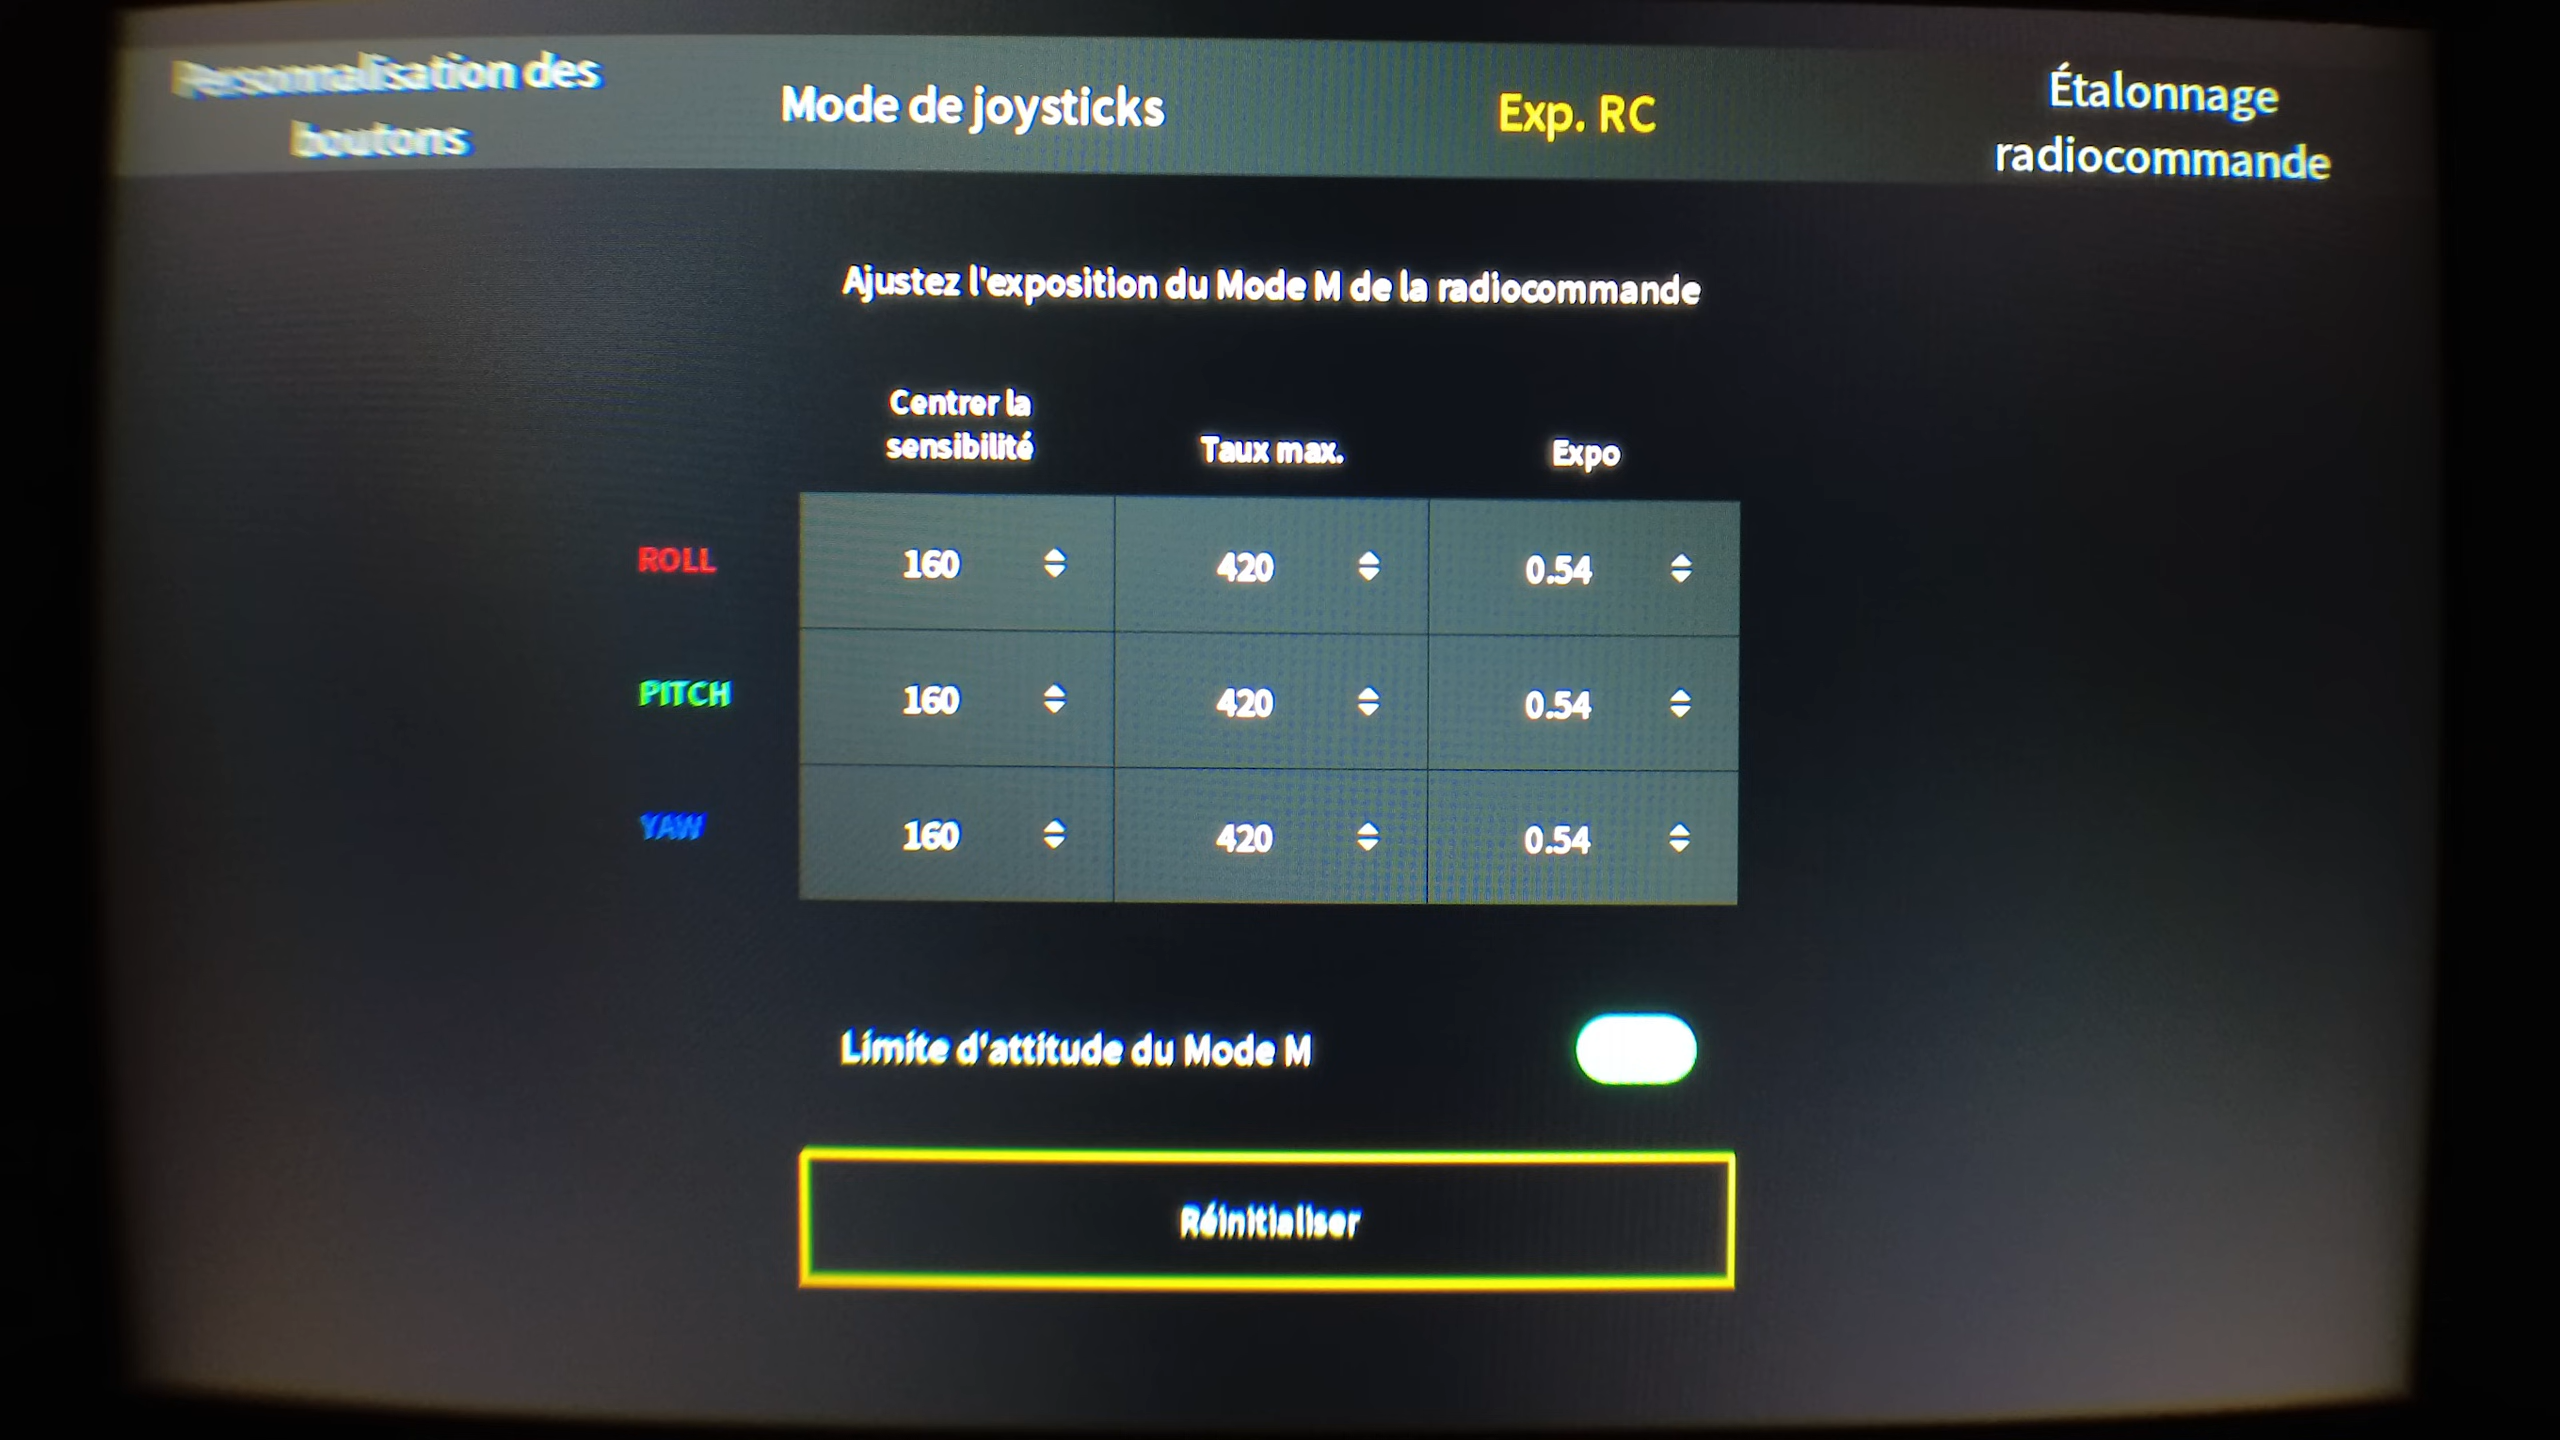 Personnalisation des
boutons
Mode de joysticks
Exp. RC
Étalonnage
radiocommande
Ajustez l'exposition du Mode M de la radiocommande
Centrer la
sensibilité
Taux max.
Expo
ROLL 160 420 0.54
PITCH 160 420 0.54
YAW 160 420 0.54
Limite d'attitude du Mode M
Réinitialiser